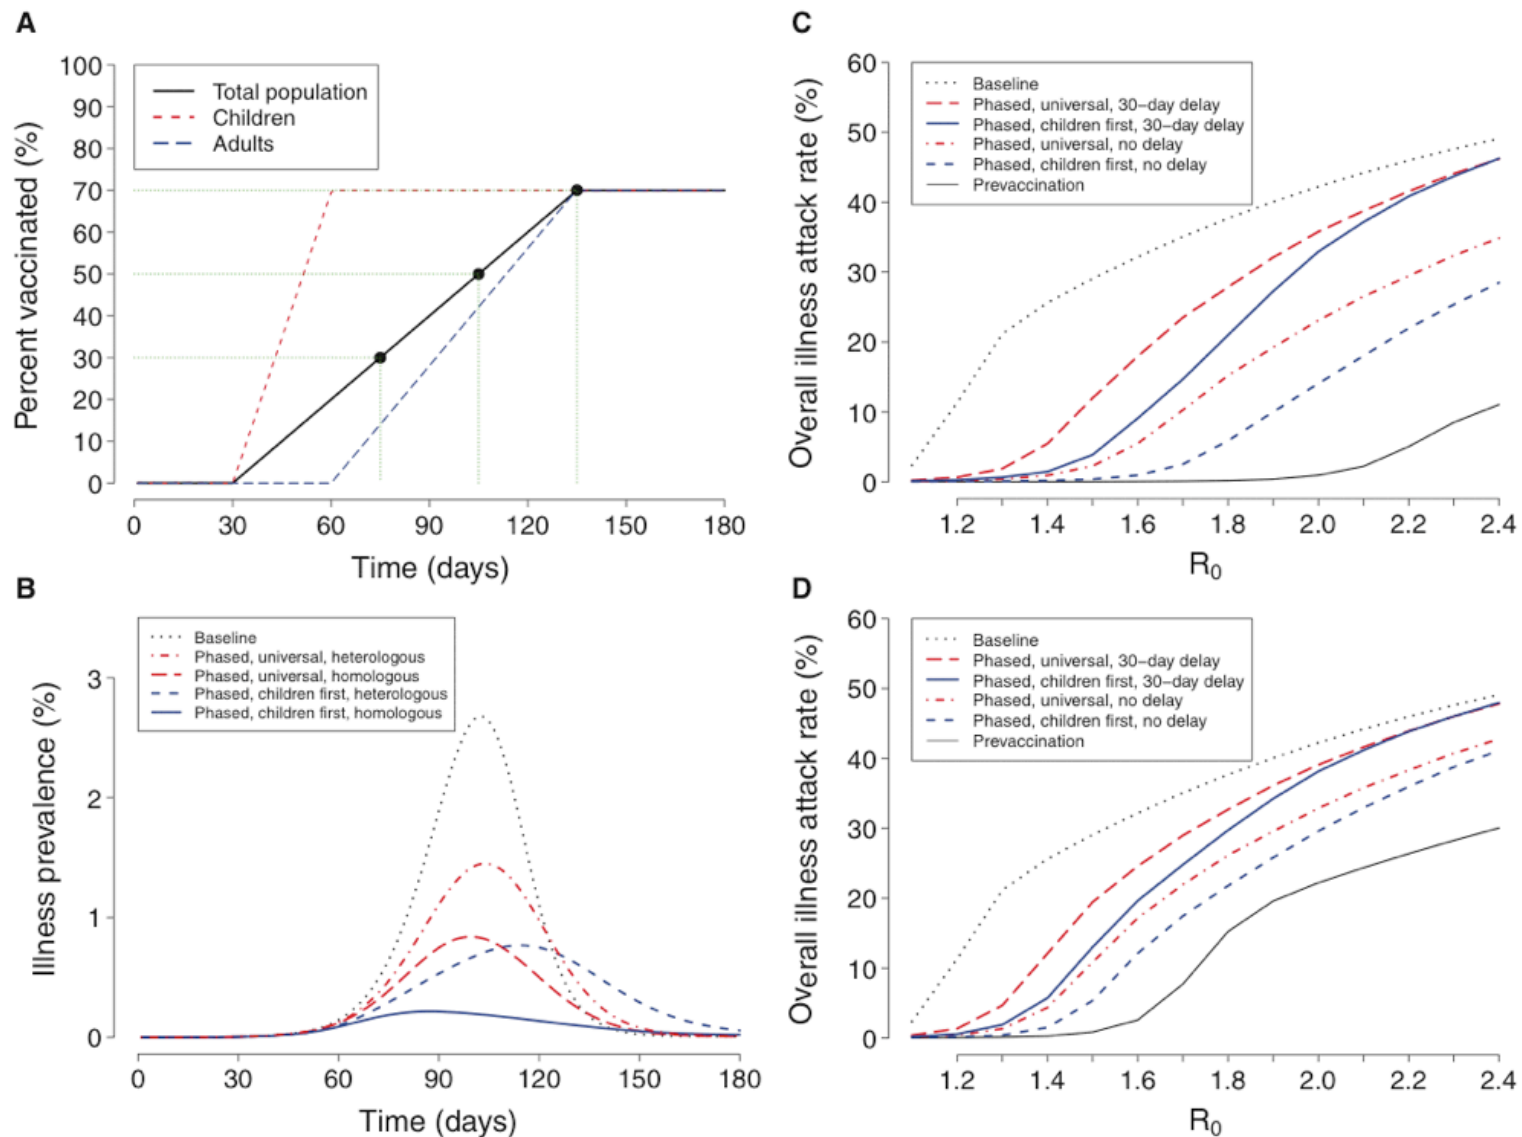 A
Percent vaccinated (%)
100
90
80
70
60
50
40
30
20
10
0
Total population
Children
Adults
0 30 60 90 120 150 180
Time (days)
B
Illness prevalence (%)
3
2
1
0
Baseline
Phased, universal, heterologous
Phased, universal, homologous
Phased, children first, heterologous
Phased, children first, homologous
0 30 60 90 120 150 180
Time (days)
C
Overall illness attack rate (%)
60
50
40
30
20
10
0
Baseline
Phased, universal, 30−day delay
Phased, children first, 30−day delay
Phased, universal, no delay
Phased, children first, no delay
Prevaccination
1.2 1.4 1.6 1.8 2.0 2.2 2.4
R₀
D
Overall illness attack rate (%)
60
50
40
30
20
10
0
Baseline
Phased, universal, 30−day delay
Phased, children first, 30−day delay
Phased, universal, no delay
Phased, children first, no delay
Prevaccination
1.2 1.4 1.6 1.8 2.0 2.2 2.4
R₀